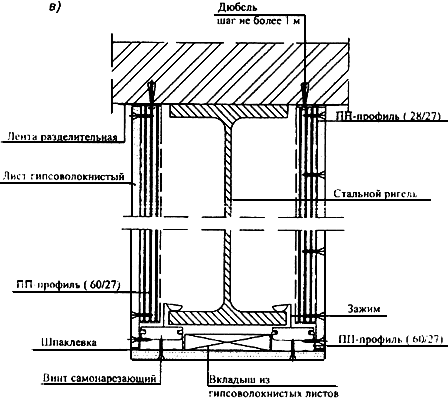 в)
Дюбель
шаг не более 1 м
ПН-профиль (28/27)
Лента разделительная
Лист гипсоволокнистый
Стальной ригель
ПП-профиль (60/27)
Зажим
Шпаклевка
ПП-профиль (60/27)
Винт самонарезающий
Вкладыш из
гипсоволокнистых листов